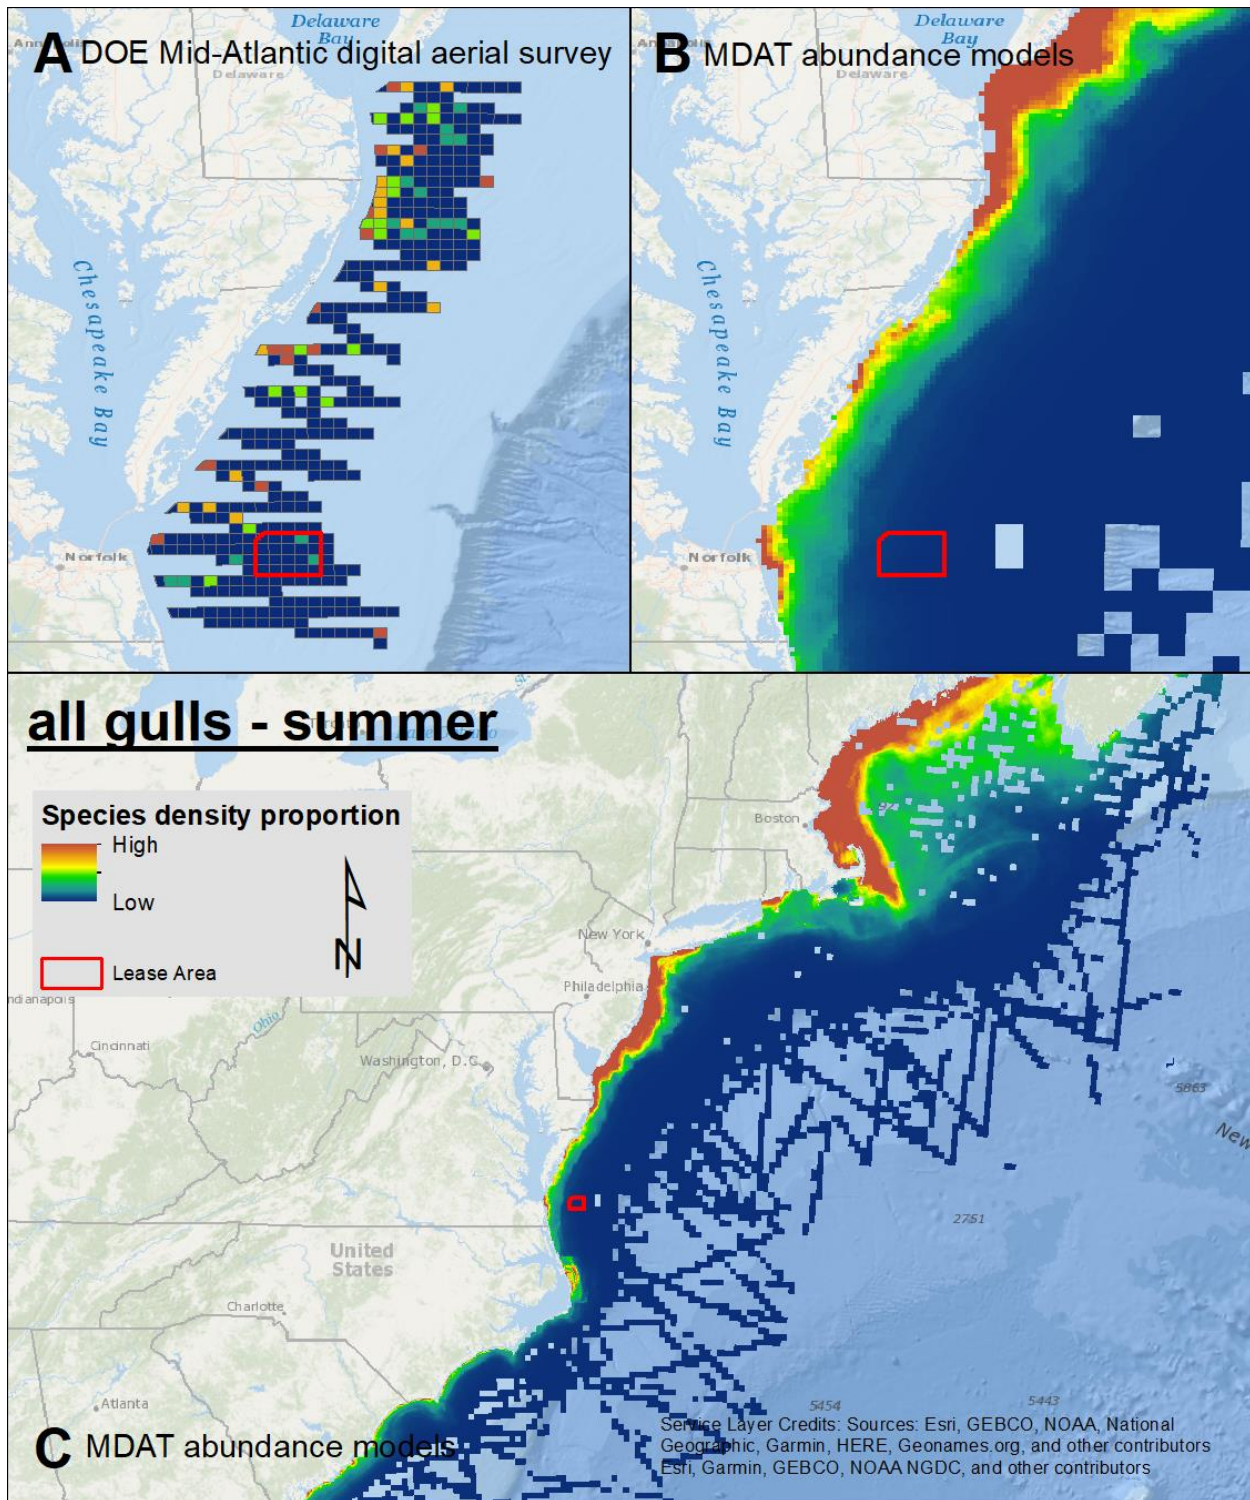 Delaware
Bay
A DOE Mid-Atlantic digital aerial survey
Delaware
Chesapeake Bay
Norfolk
Delaware
Bay
B MDAT abundance models
Delaware
Chesapeake Bay
Norfolk
all gulls - summer
Species density proportion
High
Low
N
Lease Area
Boston
New York
Philadelphia
ndianapolis
Ohio
Cincinnati
Washington, D.C.
5863
New
2751
United
States
Charlotte
Atlanta
5454
5443
C MDAT abundance models
Service Layer Credits: Sources: Esri, GEBCO, NOAA, National
Geographic, Garmin, HERE, Geonames.org, and other contributors
Esri, Garmin, GEBCO, NOAA NGDC, and other contributors